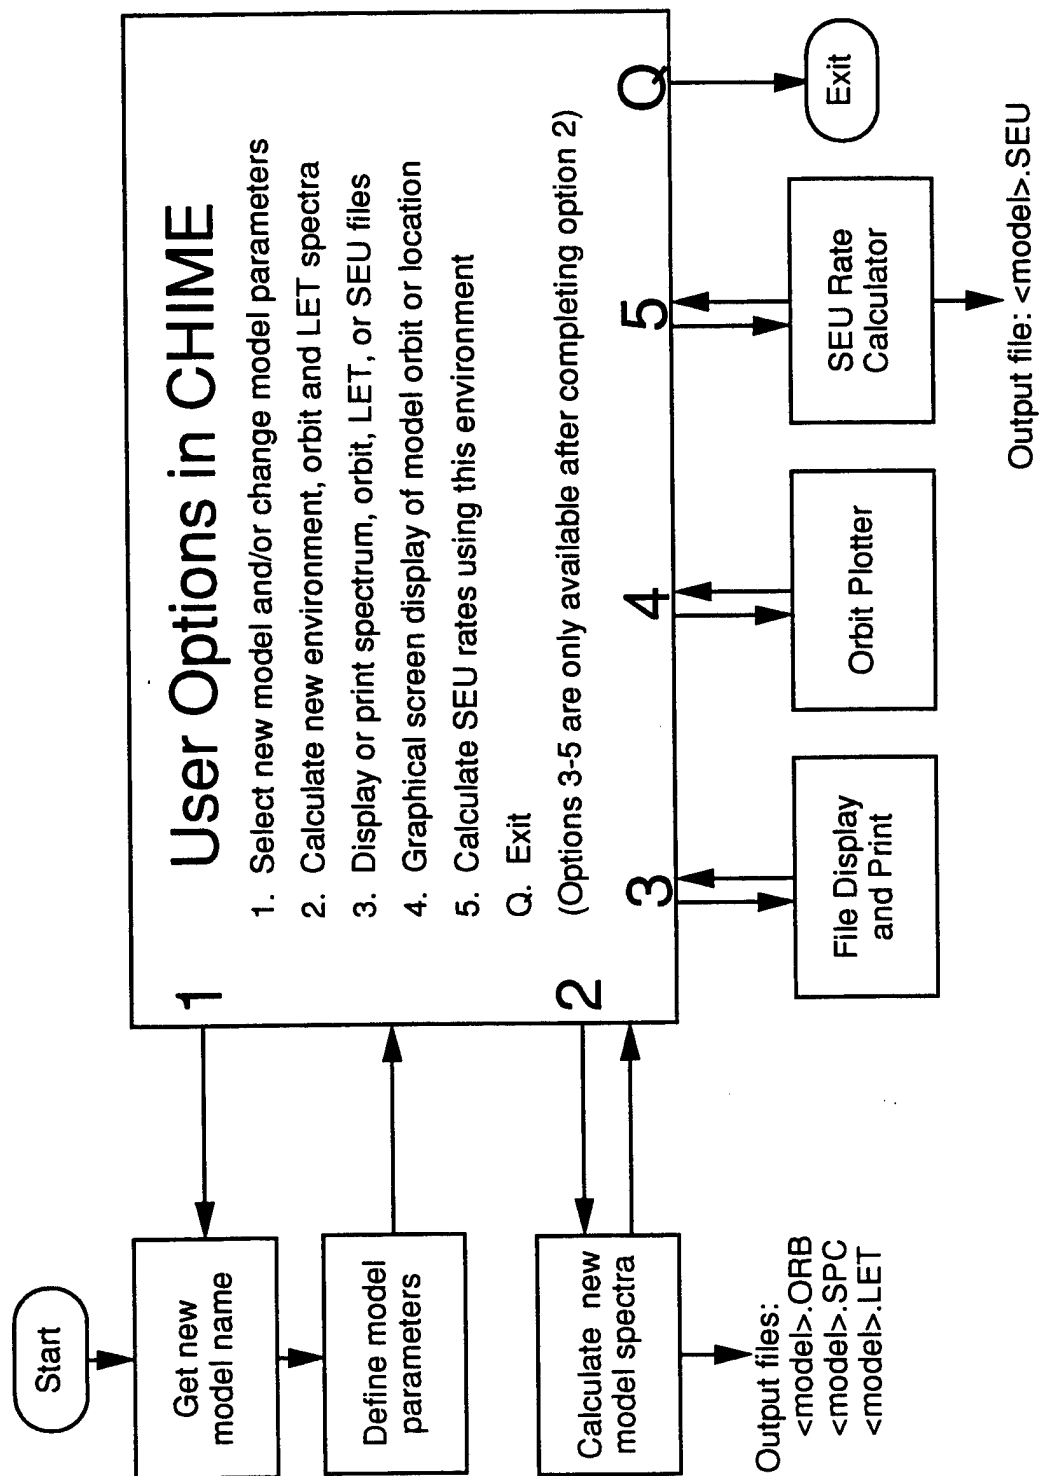 Start
Get new
model name
Define model
parameters
Calculate new
model spectra
Output files:
<model>.ORB
<model>.SPC
<model>.LET
1
User Options in CHIME
1. Select new model and/or change model parameters
2. Calculate new environment, orbit and LET spectra
3. Display or print spectrum, orbit, LET, or SEU files
4. Graphical screen display of model orbit or location
5. Calculate SEU rates using this environment
Q. Exit
(Options 3-5 are only available after completing option 2)
2
3
4
5
Q
File Display
and Print
Orbit Plotter
SEU Rate
Calculator
Output file: <model>.SEU
Exit